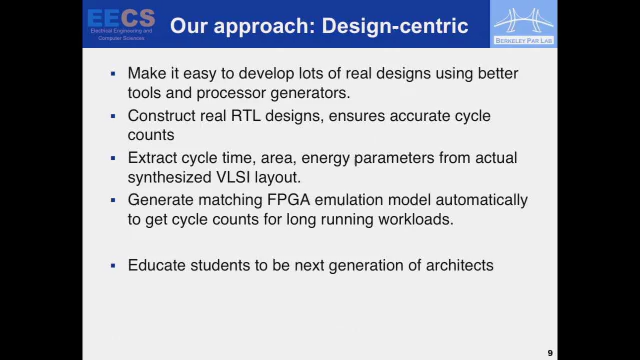 EECS
Electrical Engineering and
Computer Sciences
Our approach: Design-centric
BERKELEY PAR LAB
Make it easy to develop lots of real designs using better
tools and processor generators.
Construct real RTL designs, ensures accurate cycle
counts
Extract cycle time, area, energy parameters from actual
synthesized VLSI layout.
Generate matching FPGA emulation model automatically
to get cycle counts for long running workloads.
Educate students to be next generation of architects
9